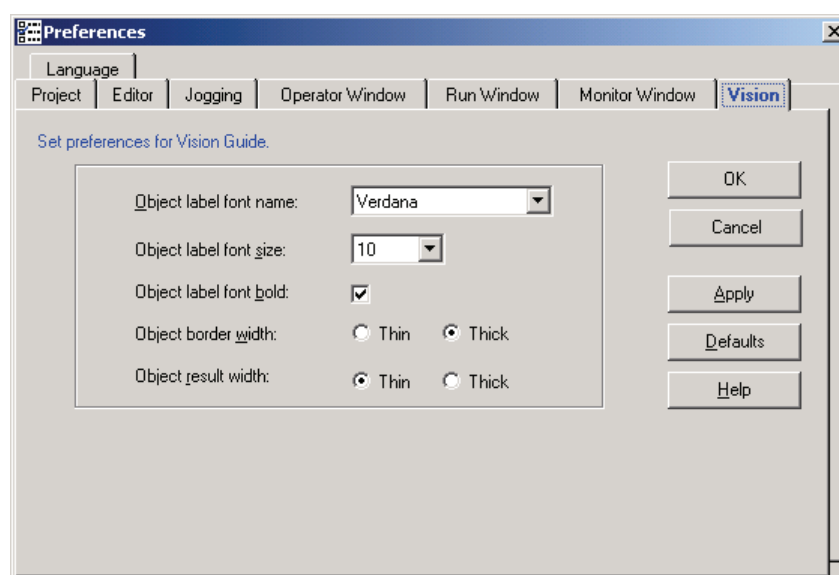 Preferences
Language
Project Editor Jogging Operator Window Run Window Monitor Window Vision
Set preferences for Vision Guide.
Object label font name: Verdana
Object label font size: 10
Object label font bold:
Object border width: Thin Thick
Object result width: Thin Thick
OK
Cancel
Apply
Defaults
Help